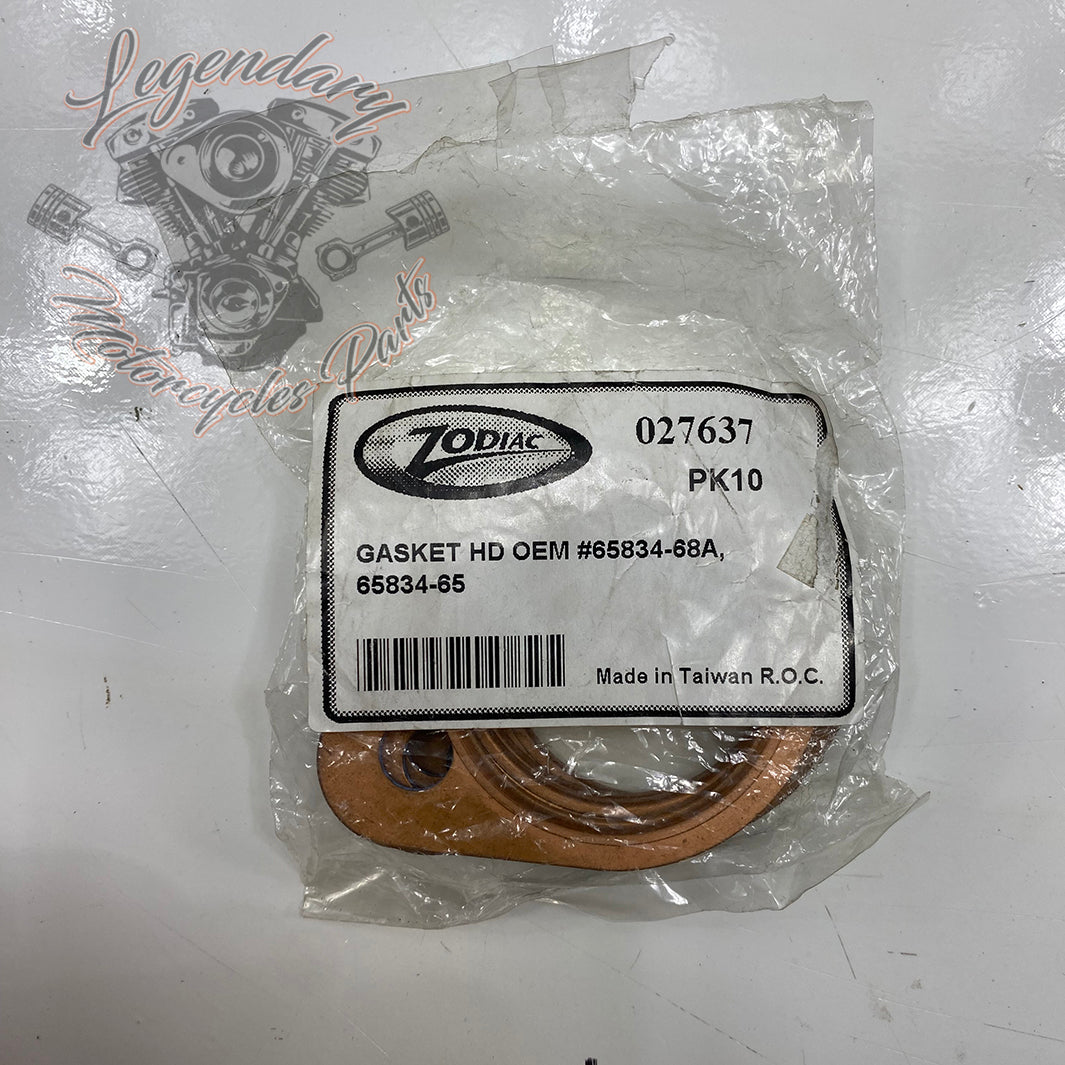 Legendary
Motorcycles Parts
ZODIAC
027637
PK10
GASKET HD OEM #65834-68A,
65834-65
Made in Taiwan R.O.C.